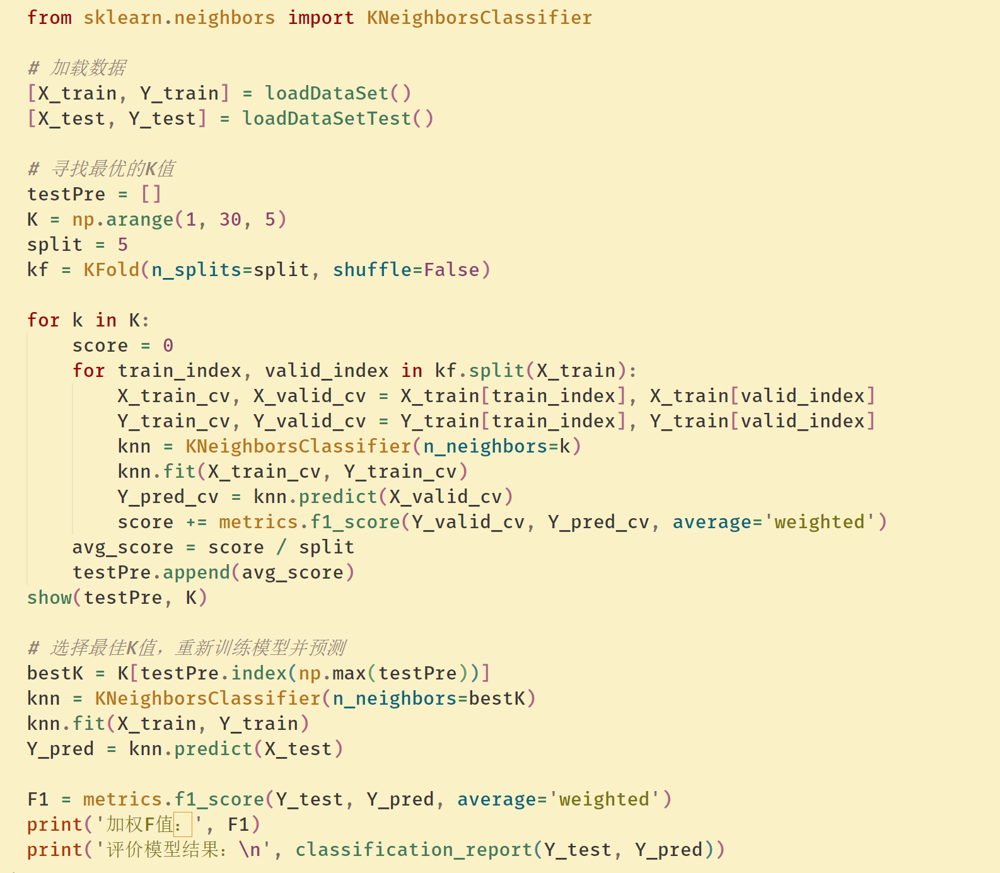 from sklearn.neighbors import KNeighborsClassifier
# 加载数据
[X_train, Y_train] = loadDataSet()
[X_test, Y_test] = loadDataSetTest()
# 寻找最优的K值
testPre = []
K = np.arange(1, 30, 5)
split = 5
kf = KFold(n_splits=split, shuffle=False)
for k in K:
    score = 0
    for train_index, valid_index in kf.split(X_train):
        X_train_cv, X_valid_cv = X_train[train_index], X_train[valid_index]
        Y_train_cv, Y_valid_cv = Y_train[train_index], Y_train[valid_index]
        knn = KNeighborsClassifier(n_neighbors=k)
        knn.fit(X_train_cv, Y_train_cv)
        Y_pred_cv = knn.predict(X_valid_cv)
        score += metrics.f1_score(Y_valid_cv, Y_pred_cv, average='weighted')
    avg_score = score / split
    testPre.append(avg_score)
show(testPre, K)
# 选择最佳K值，重新训练模型并预测
bestK = K[testPre.index(np.max(testPre))]
knn = KNeighborsClassifier(n_neighbors=bestK)
knn.fit(X_train, Y_train)
Y_pred = knn.predict(X_test)
F1 = metrics.f1_score(Y_test, Y_pred, average='weighted')
print('加权F值：', F1)
print('评价模型结果：\n', classification_report(Y_test, Y_pred))